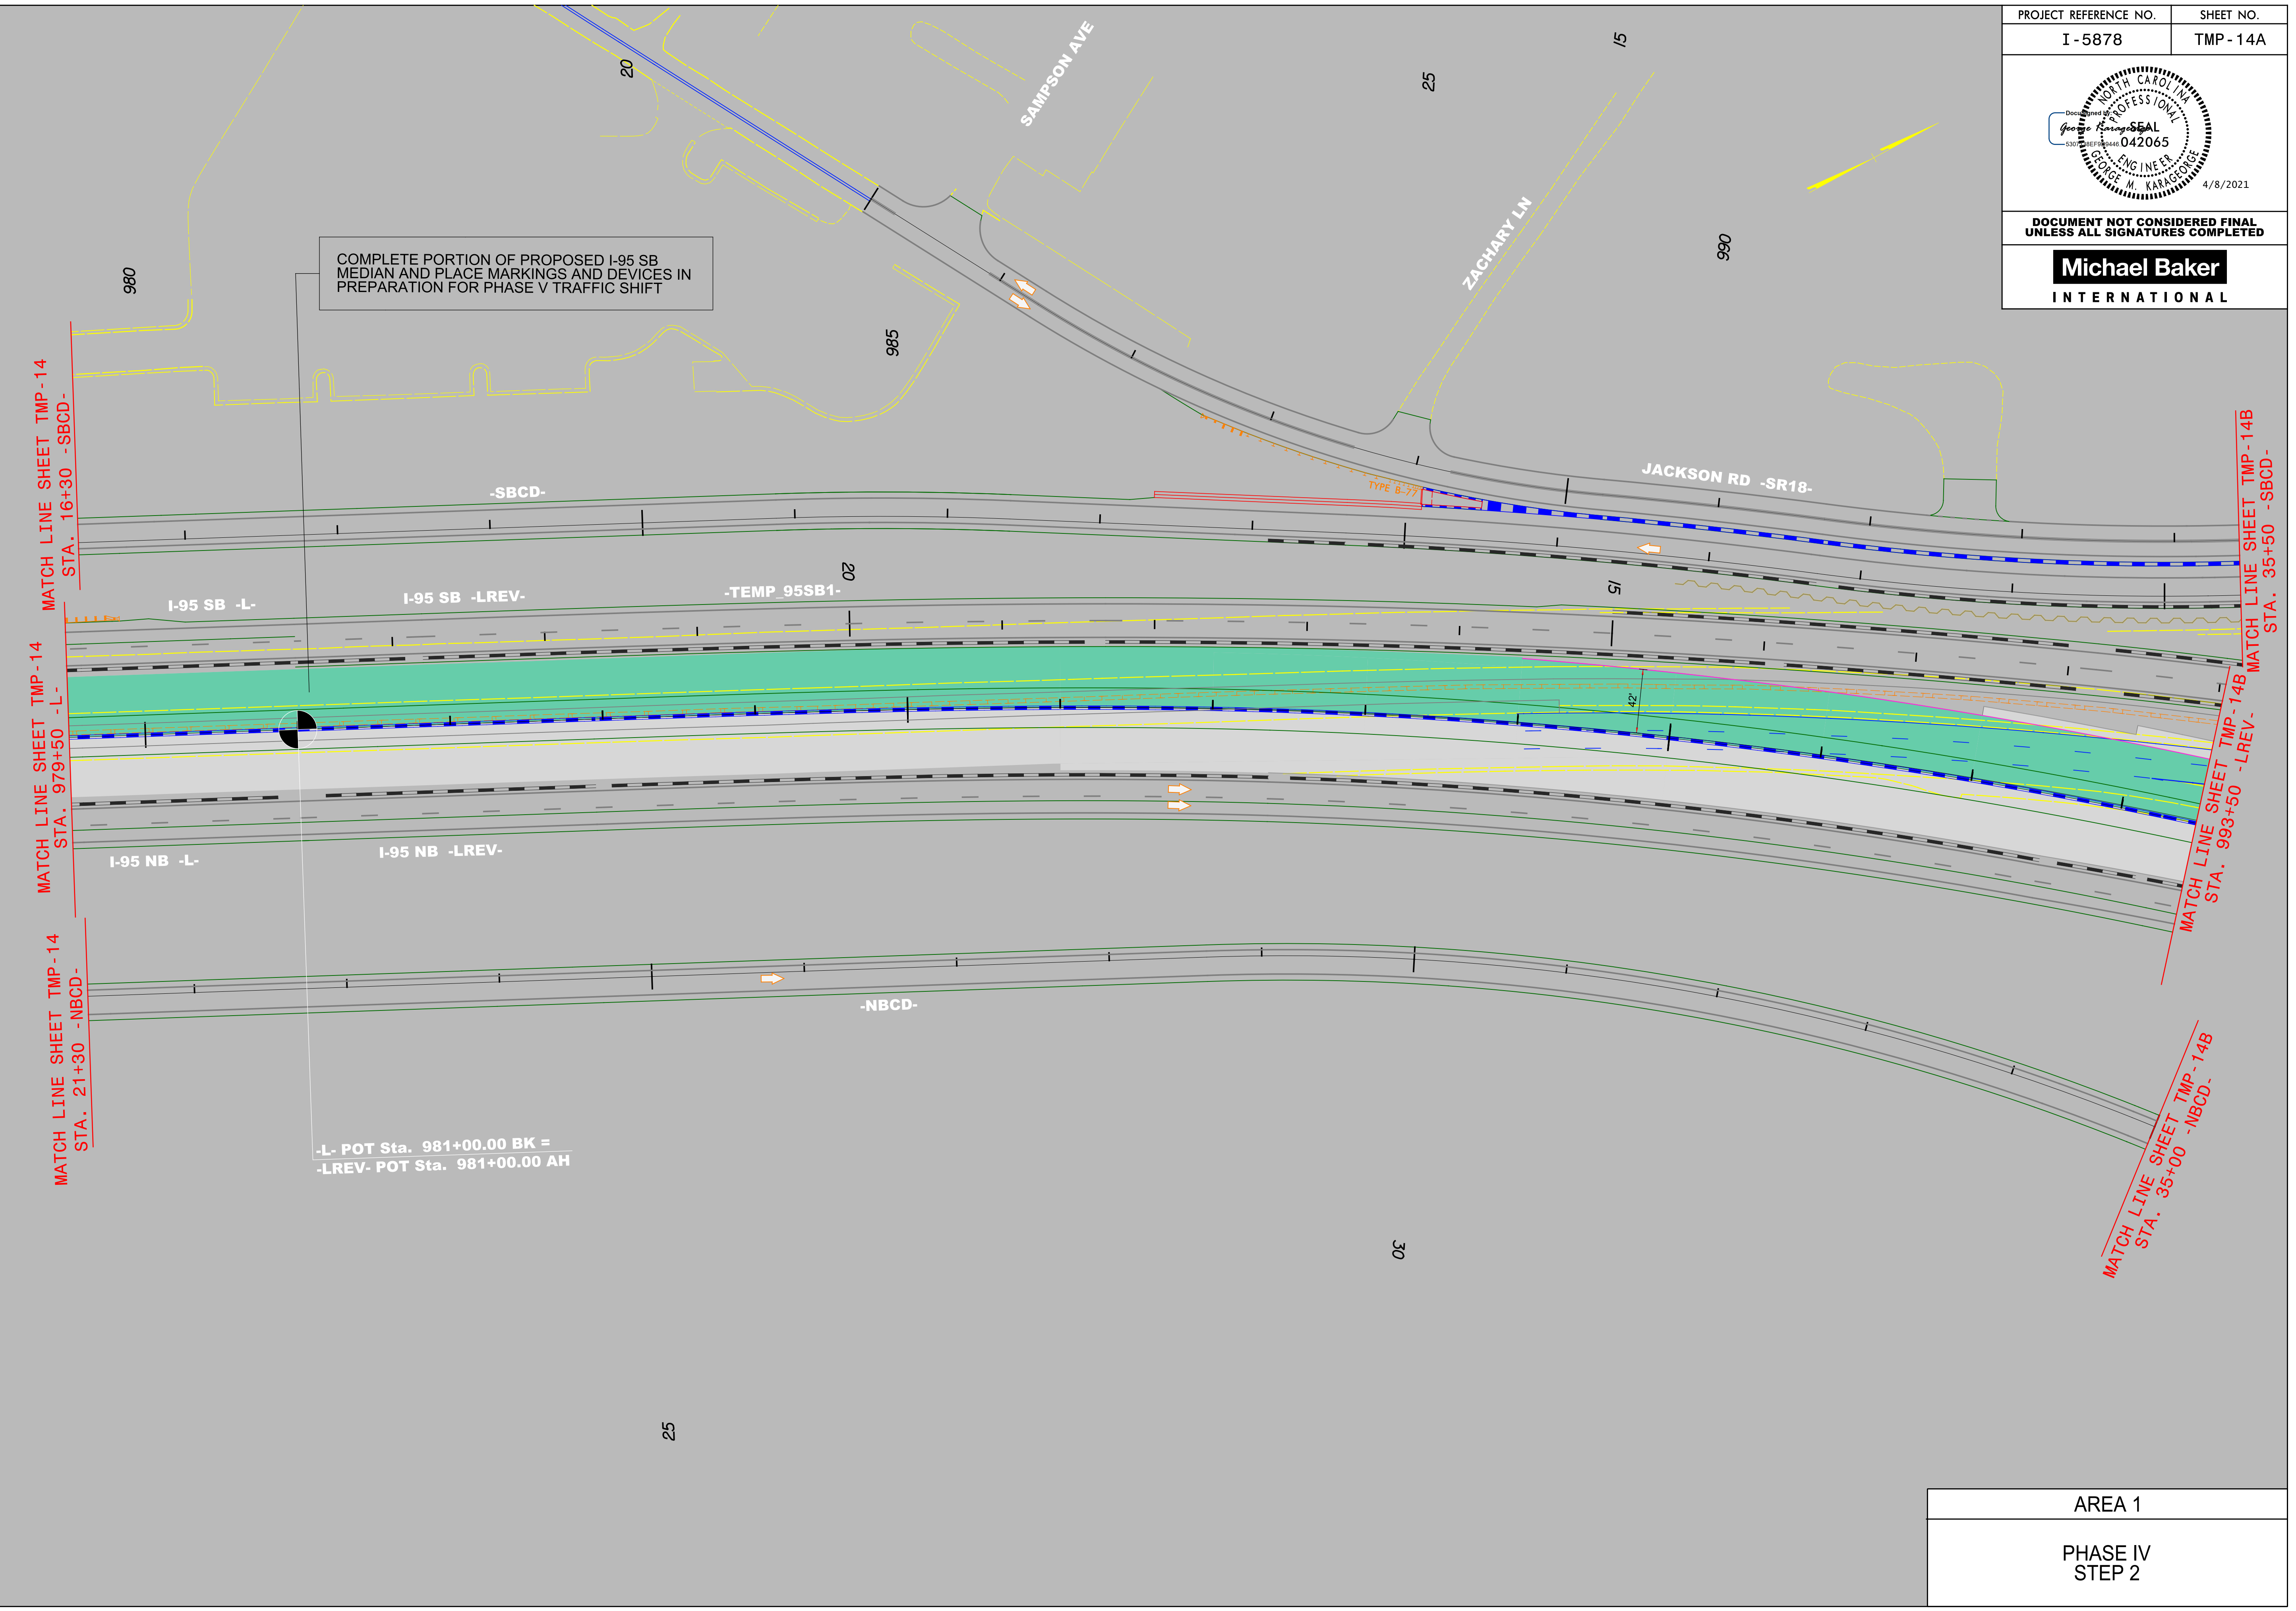 PROJECT REFERENCE NO.
SHEET NO.
I-5878
TMP-14A
NORTH CAROLINA
PROFESSIONAL
SEAL
042065
ENGINEER
GEORGE M. KARAGEORGE
4/8/2021
DOCUMENT NOT CONSIDERED FINAL
UNLESS ALL SIGNATURES COMPLETED
Michael Baker
INTERNATIONAL
15
20
25
SAMPSON AVE
ZACHARY LN
980
985
990
COMPLETE PORTION OF PROPOSED I-95 SB
MEDIAN AND PLACE MARKINGS AND DEVICES IN
PREPARATION FOR PHASE V TRAFFIC SHIFT
MATCH LINE SHEET TMP-14
STA. 16+30 -SBCD-
-SBCD-
TYPE B-77
JACKSON RD -SR18-
MATCH LINE SHEET TMP-14B
STA. 35+50 -SBCD-
20
15
I-95 SB -L-
I-95 SB -LREV-
-TEMP_95SB1-
MATCH LINE SHEET TMP-14
STA. 979+50 -L-
42'
MATCH LINE SHEET TMP-14B
STA. 993+50 -LREV-
I-95 NB -L-
I-95 NB -LREV-
MATCH LINE SHEET TMP-14
STA. 21+30 -NBCD-
-NBCD-
MATCH LINE SHEET TMP-14B
STA. 35+00 -NBCD-
-L- POT Sta. 981+00.00 BK =
-LREV- POT Sta. 981+00.00 AH
30
25
AREA 1
PHASE IV
STEP 2